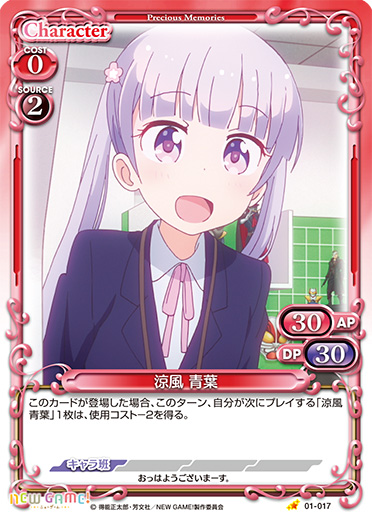 Precious Memories
Character
COST
0
SOURCE
2
30 AP
DP 30
涼風 青葉
このカードが登場した場合、このターン、自分が次にプレイする「涼風
青葉」1枚は、使用コスト−2を得る。
キャラ班
おっはようございまーす。
NEW GAME!
© 得能正太郎・芳文社／NEW GAME!製作委員会
01-017